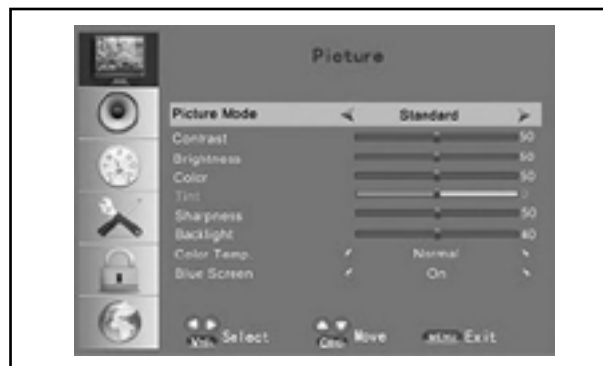 Picture
Picture Mode Standard
Contrast 50
Brightness 50
Color 50
Tint
Sharpness 50
Backlight 40
Color Temp. Normal
Blue Screen On
Select Move MENU Exit